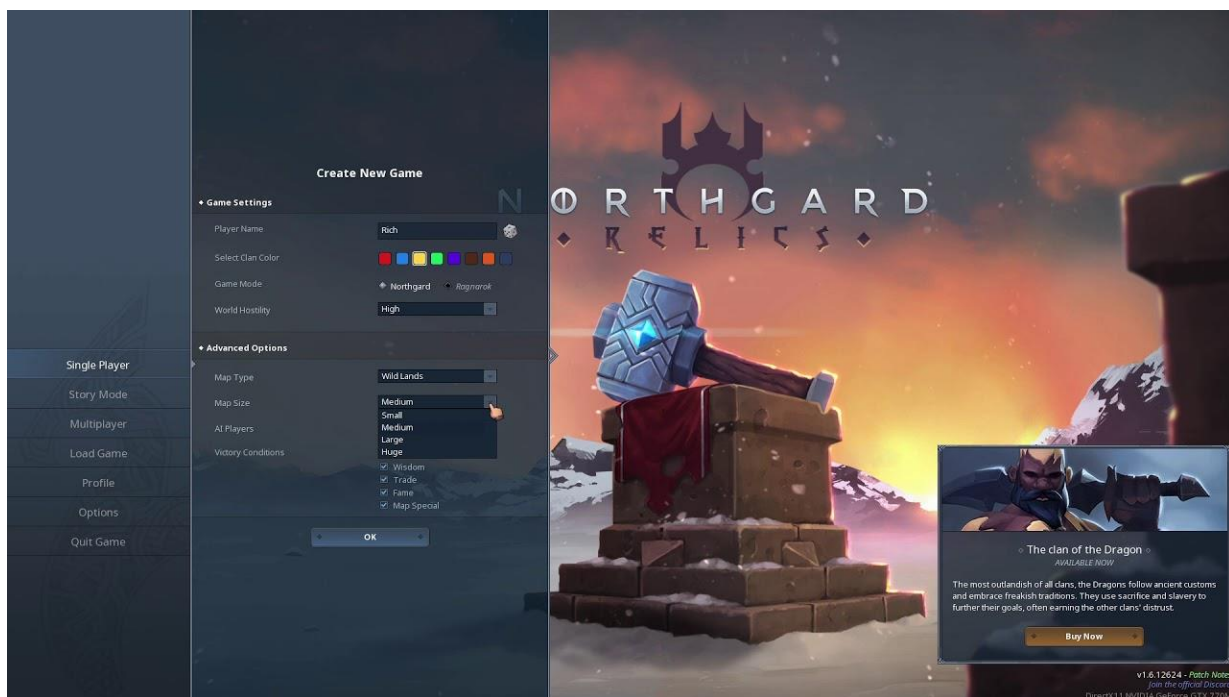 Create New Game
Game Settings
Player Name
Rich
Select Clan Color
Game Mode
Northgard
Ragnarok
World Hostility
High
Advanced Options
Map Type
Wild Lands
Map Size
Medium
Small
Medium
Large
Huge
AI Players
Victory Conditions
Wisdom
Trade
Fame
Map Special
OK
Single Player
Story Mode
Multiplayer
Load Game
Profile
Options
Quit Game
NORTHGARD
RELICS
The clan of the Dragon
AVAILABLE NOW
The most outlandish of all clans, the Dragons follow ancient customs
and embrace freakish traditions. They use sacrifice and slavery to
further their goals, often earning the other clans' distrust.
Buy Now
v1.6.12624 - Patch Note
Join the official Discor
DirectX11 NVIDIA GeForce GTX